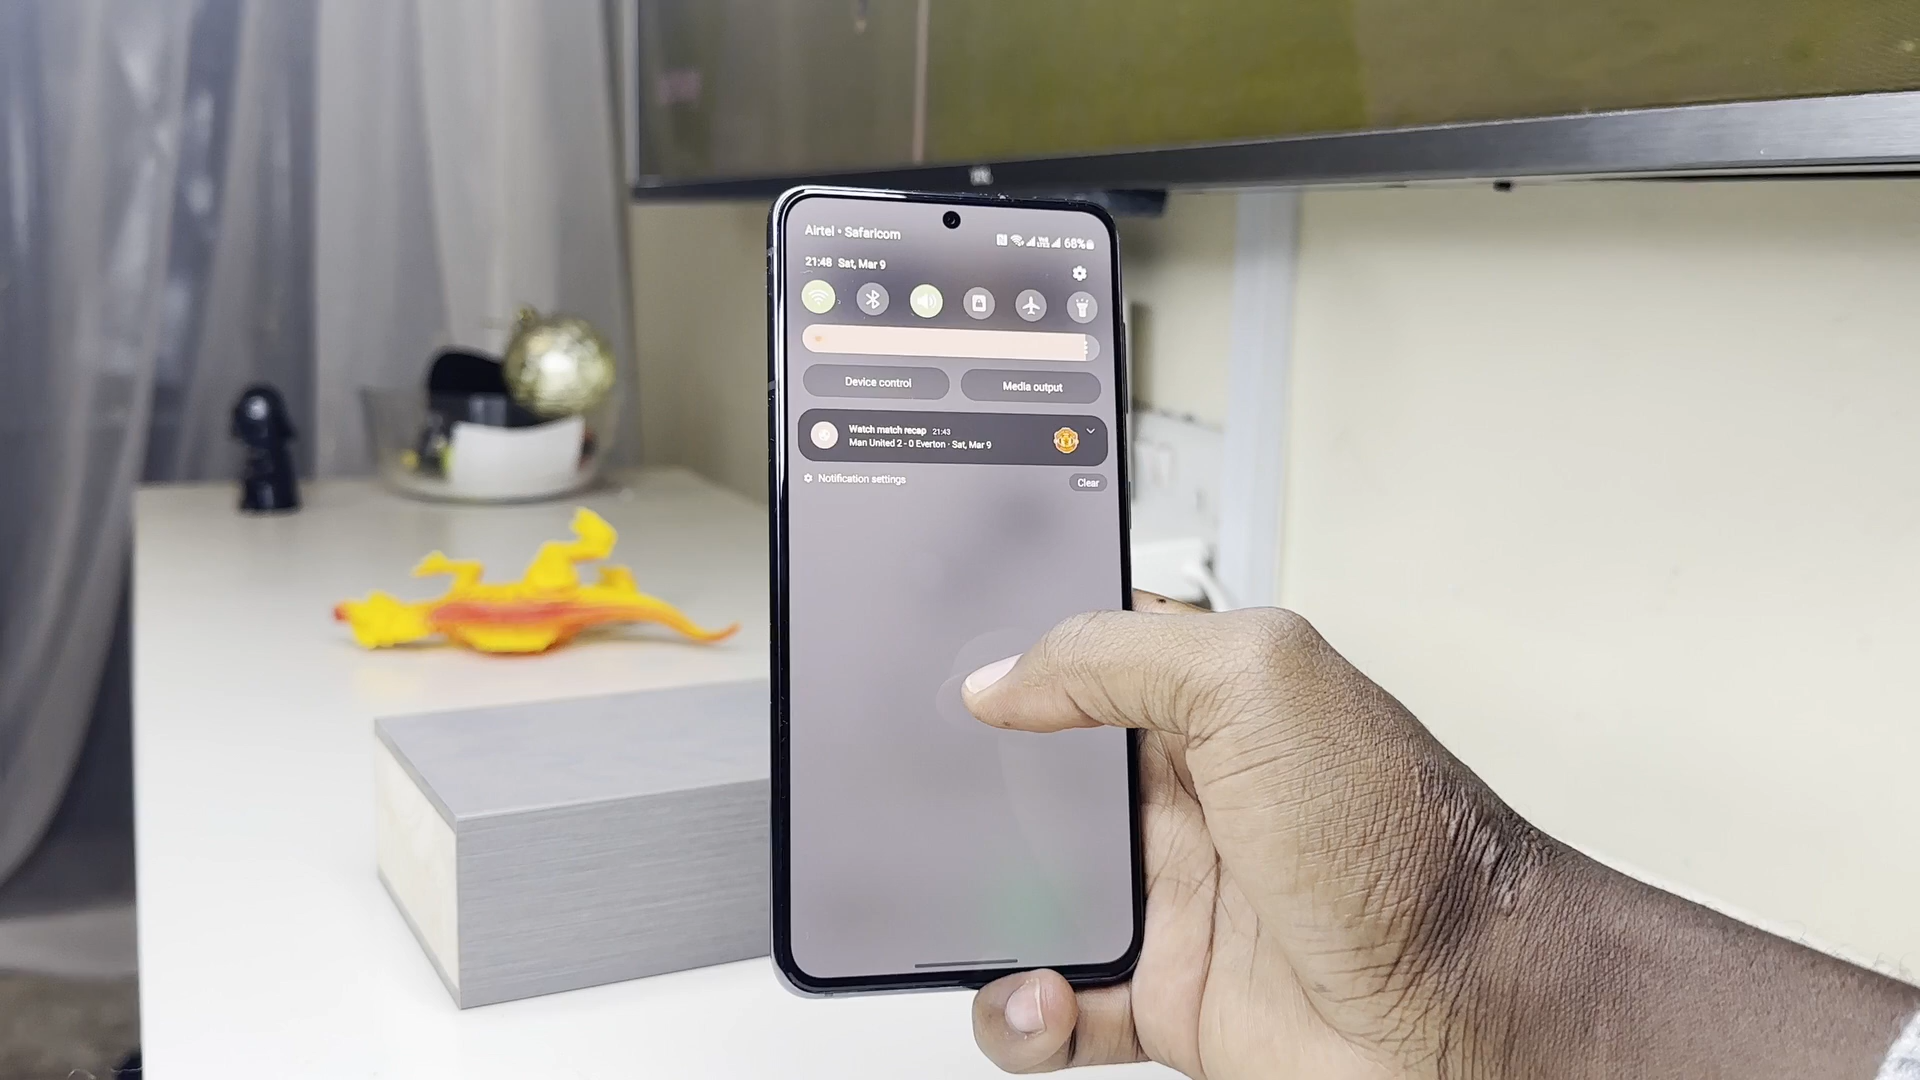 Airtel • Safaricom
68%
21:48 Sat, Mar 9
Device control
Media output
Watch match recap 21:43
Man United 2 - 0 Everton · Sat, Mar 9
Notification settings
Clear